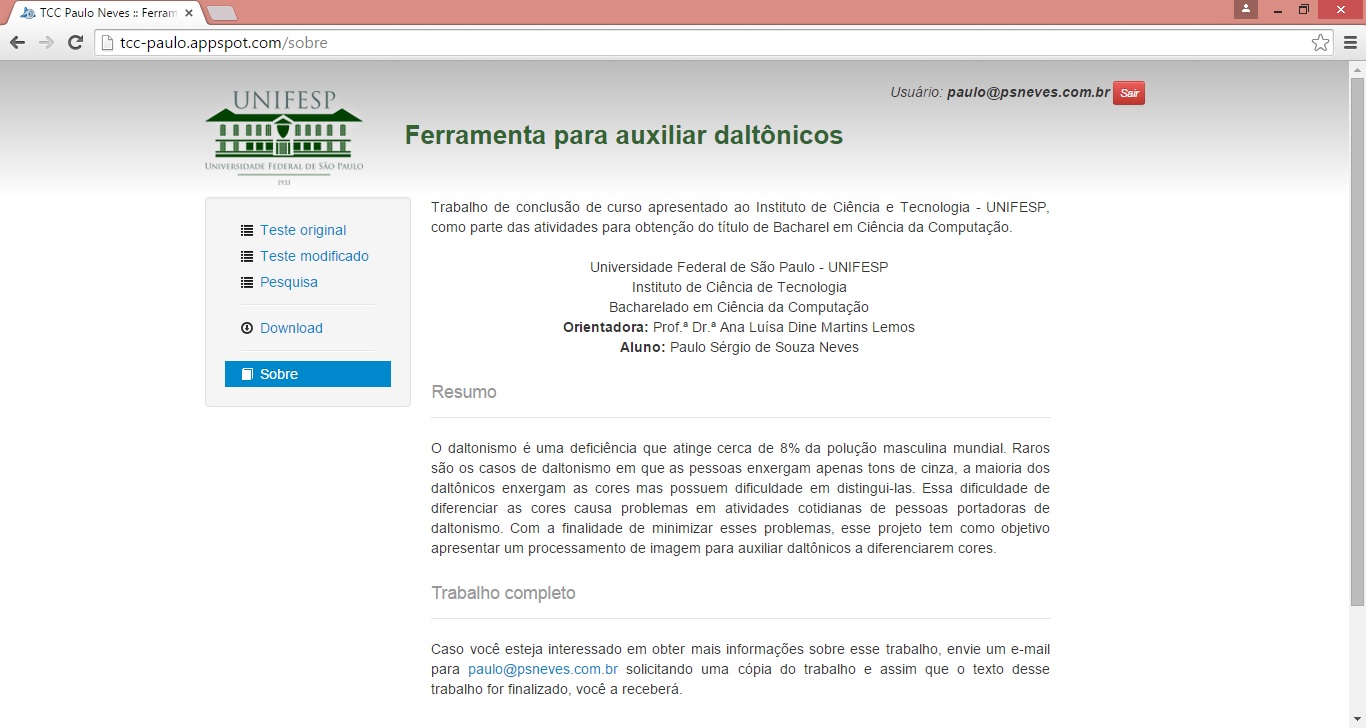 TCC Paulo Neves :: Ferram
tcc-paulo.appspot.com/sobre
Usuário: paulo@psneves.com.br Sair
UNIFESP
UNIVERSIDADE FEDERAL DE SÃO PAULO
1933
Ferramenta para auxiliar daltônicos
Teste original
Teste modificado
Pesquisa
Download
Sobre
Trabalho de conclusão de curso apresentado ao Instituto de Ciência e Tecnologia - UNIFESP,
como parte das atividades para obtenção do título de Bacharel em Ciência da Computação.
Universidade Federal de São Paulo - UNIFESP
Instituto de Ciência de Tecnologia
Bacharelado em Ciência da Computação
Orientadora: Prof.ª Dr.ª Ana Luísa Dine Martins Lemos
Aluno: Paulo Sérgio de Souza Neves
Resumo
O daltonismo é uma deficiência que atinge cerca de 8% da polução masculina mundial. Raros
são os casos de daltonismo em que as pessoas enxergam apenas tons de cinza, a maioria dos
daltônicos enxergam as cores mas possuem dificuldade em distingui-las. Essa dificuldade de
diferenciar as cores causa problemas em atividades cotidianas de pessoas portadoras de
daltonismo. Com a finalidade de minimizar esses problemas, esse projeto tem como objetivo
apresentar um processamento de imagem para auxiliar daltônicos a diferenciarem cores.
Trabalho completo
Caso você esteja interessado em obter mais informações sobre esse trabalho, envie um e-mail
para paulo@psneves.com.br solicitando uma cópia do trabalho e assim que o texto desse
trabalho for finalizado, você a receberá.